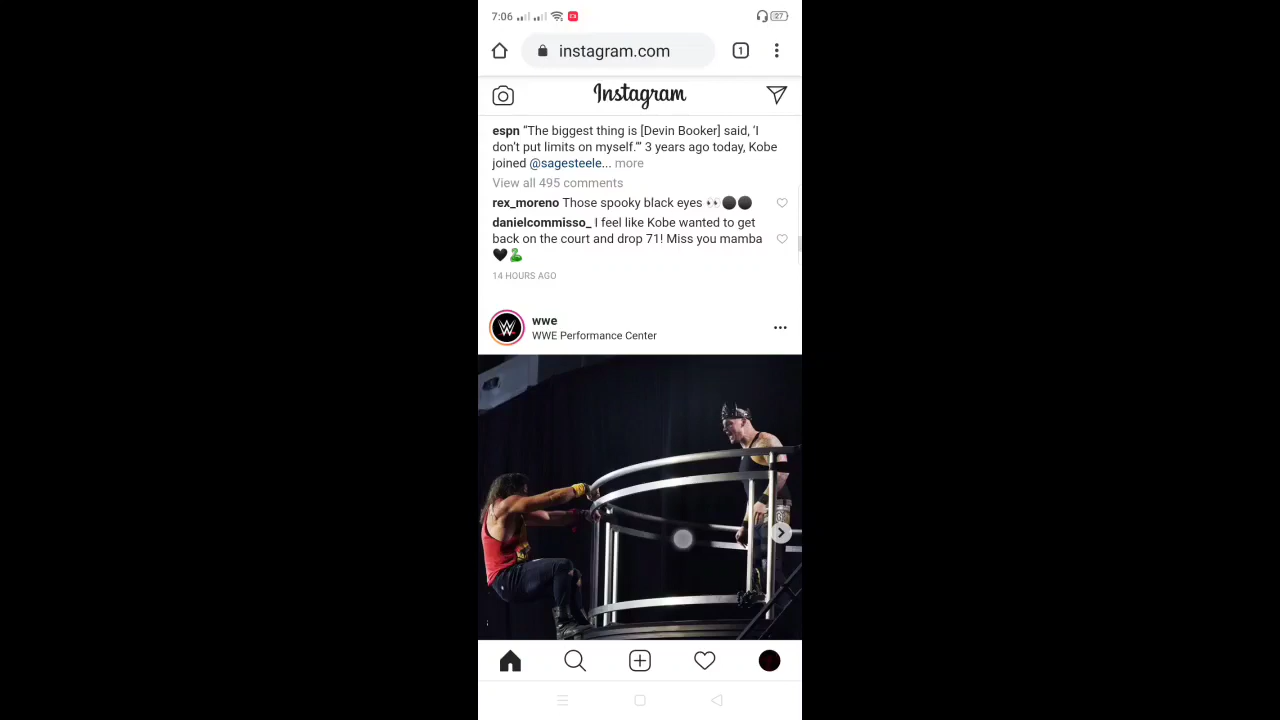 7:06
27
instagram.com
1
Instagram
espn “The biggest thing is [Devin Booker] said, ‘I
don’t put limits on myself.’” 3 years ago today, Kobe
joined @sagesteele... more
View all 495 comments
rex_moreno Those spooky black eyes 👀⚫⚫
danielcommisso_ I feel like Kobe wanted to get
back on the court and drop 71! Miss you mamba
🖤🐍
14 HOURS AGO
W
wwe
WWE Performance Center